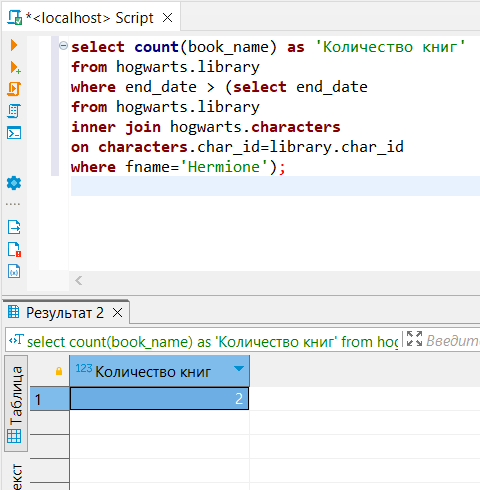 *<localhost> Script
select count(book_name) as 'Количество книг'
from hogwarts.library
where end_date > (select end_date
from hogwarts.library
inner join hogwarts.characters
on characters.char_id=library.char_id
where fname='Hermione');
Результат 2
select count(book_name) as 'Количество книг' from hog
Введите
Таблица
123 Количество книг
1
2
екст